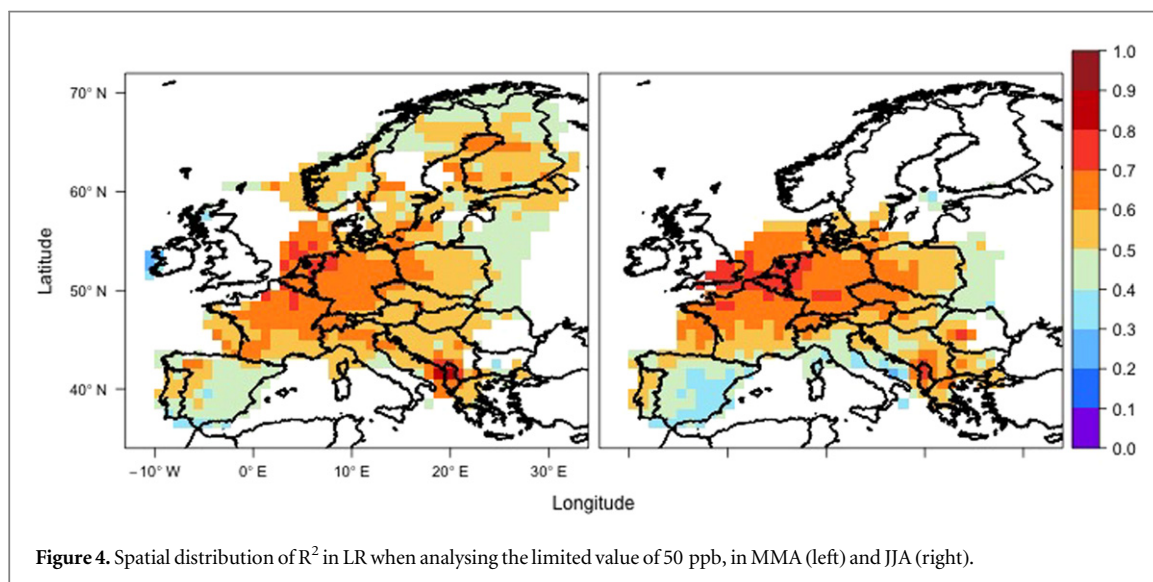 70° N
60° N
50° N
40° N
Latitude
−10° W 0° E 10° E 20° E 30° E
Longitude
1.0
0.9
0.8
0.7
0.6
0.5
0.4
0.3
0.2
0.1
0.0
Figure 4. Spatial distribution of R² in LR when analysing the limited value of 50 ppb, in MMA (left) and JJA (right).